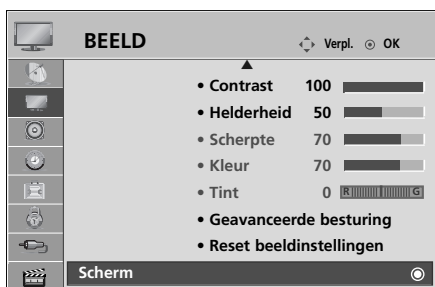 BEELD Verpl. OK
• Contrast 100
• Helderheid 50
• Scherpte 70
• Kleur 70
• Tint 0 R G
• Geavanceerde besturing
• Reset beeldinstellingen
Scherm